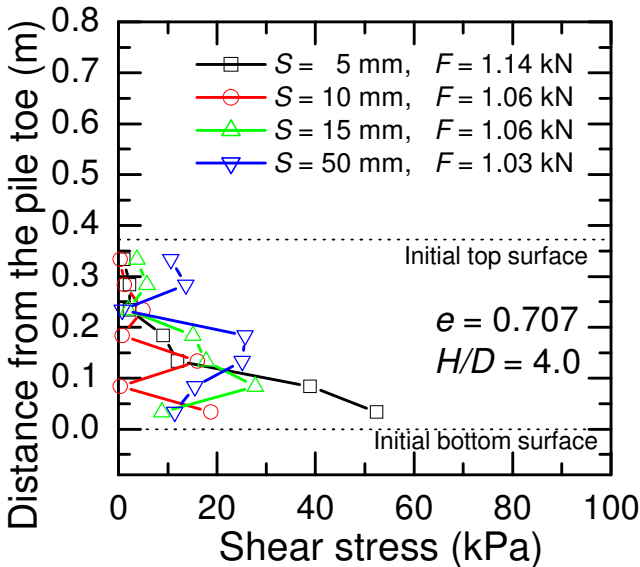 Distance from the pile toe (m)
0.8
0.7
0.6
0.5
0.4
0.3
0.2
0.1
0.0
S = 5 mm, F = 1.14 kN
S = 10 mm, F = 1.06 kN
S = 15 mm, F = 1.06 kN
S = 50 mm, F = 1.03 kN
Initial top surface
e = 0.707
H/D = 4.0
Initial bottom surface
0 20 40 60 80 100
Shear stress (kPa)